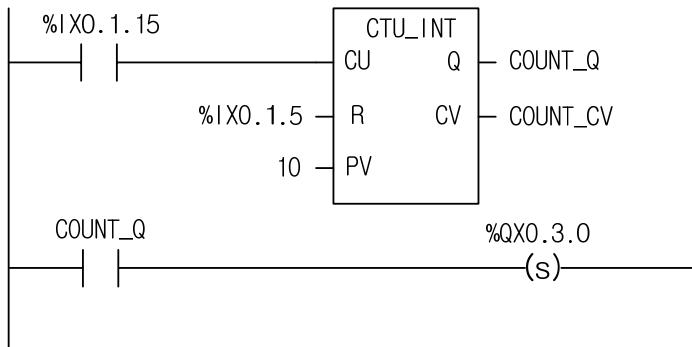 %IX0.1.15
CTU_INT
CU Q COUNT_Q
%IX0.1.5 R CV COUNT_CV
10 PV
COUNT_Q
%QX0.3.0
(S)